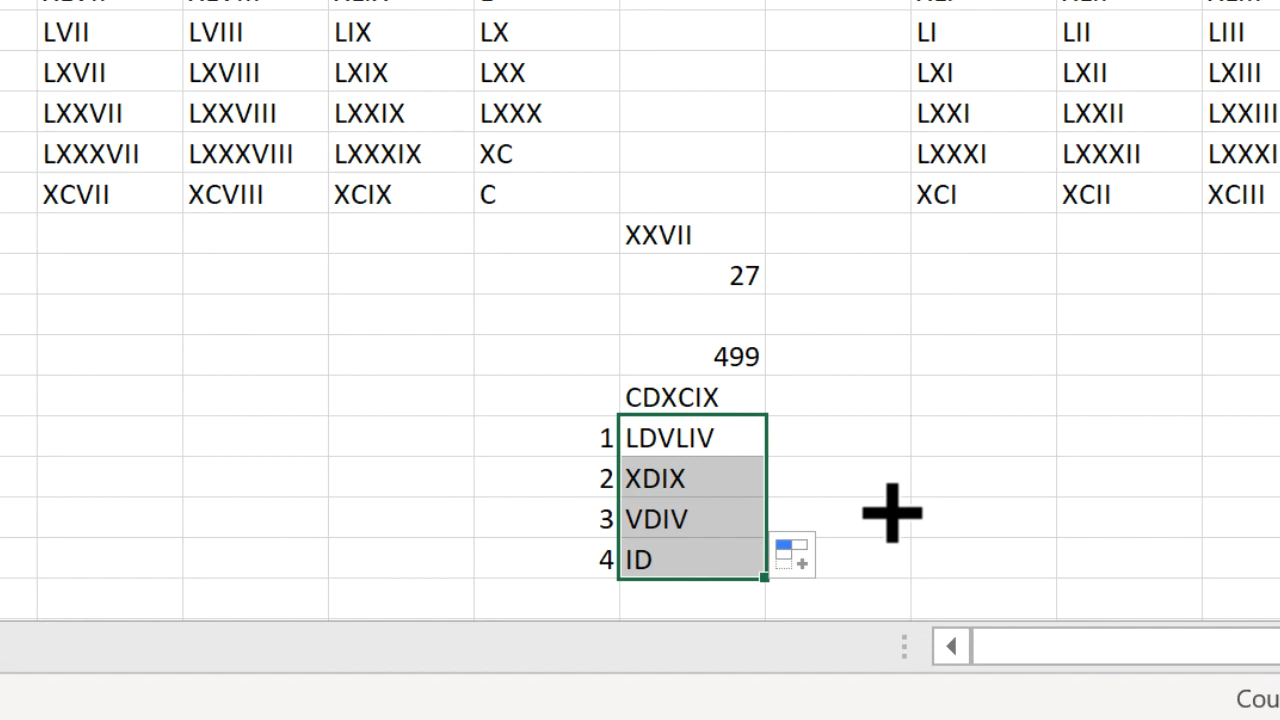 LVII LVIII LIX LX LI LII LIII
LXVII LXVIII LXIX LXX LXI LXII LXIII
LXXVII LXXVIII LXXIX LXXX LXXI LXXII LXXIII
LXXXVII LXXXVIII LXXXIX XC LXXXI LXXXII LXXXI
XCVII XCVIII XCIX C XCI XCII XCIII
XXVII
27
499
CDXCIX
1 LDVLIV
2 XDIX
3 VDIV
4 ID
Cou